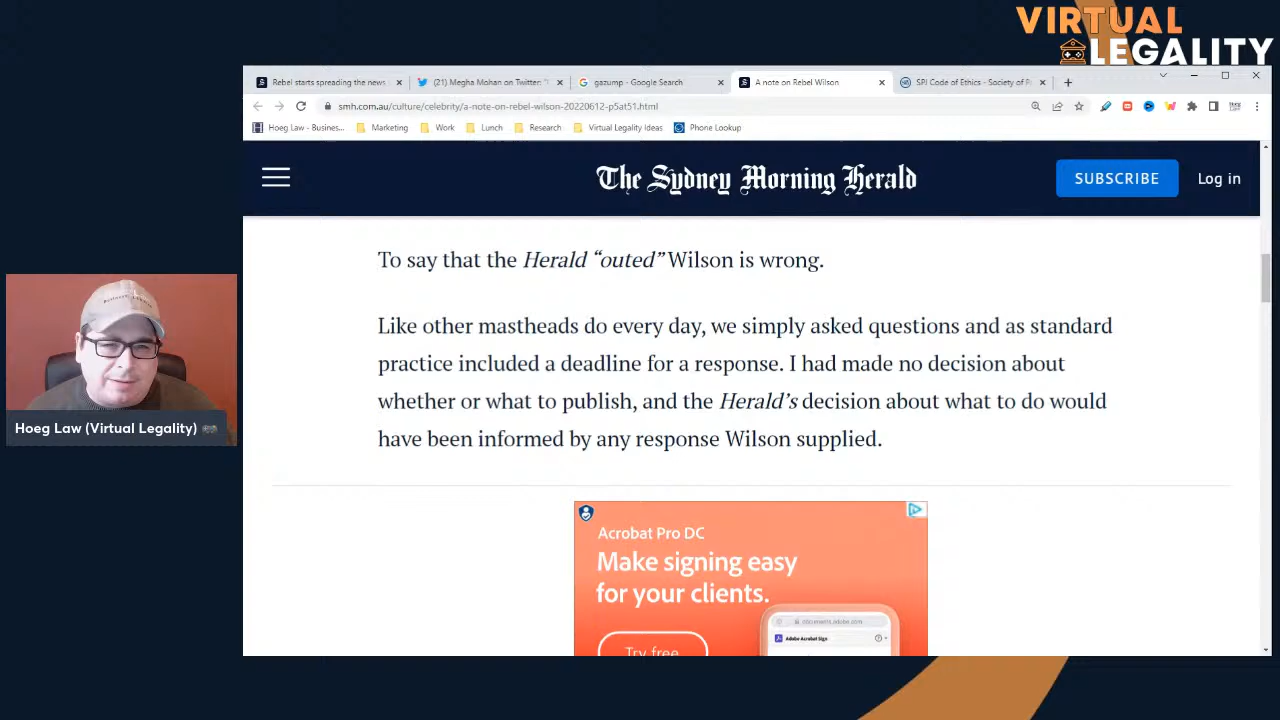 VIRTUAL
LEGALITY
Rebel starts spreading the news
(21) Megha Mohan on Twitter: "
gazump - Google Search
A note on Rebel Wilson
SPJ Code of Ethics - Society of P
smh.com.au/culture/celebrity/a-note-on-rebel-wilson-20220612-p5at51.html
Hoeg Law - Busines...
Marketing
Work
Lunch
Research
Virtual Legality Ideas
Phone Lookup
The Sydney Morning Herald
SUBSCRIBE
Log in
To say that the Herald “outed” Wilson is wrong.
Like other mastheads do every day, we simply asked questions and as standard
practice included a deadline for a response. I had made no decision about
whether or what to publish, and the Herald’s decision about what to do would
have been informed by any response Wilson supplied.
Hoeg Law (Virtual Legality)
Acrobat Pro DC
Make signing easy
for your clients.
documents.adobe.com
Adobe Acrobat Sign
Try free